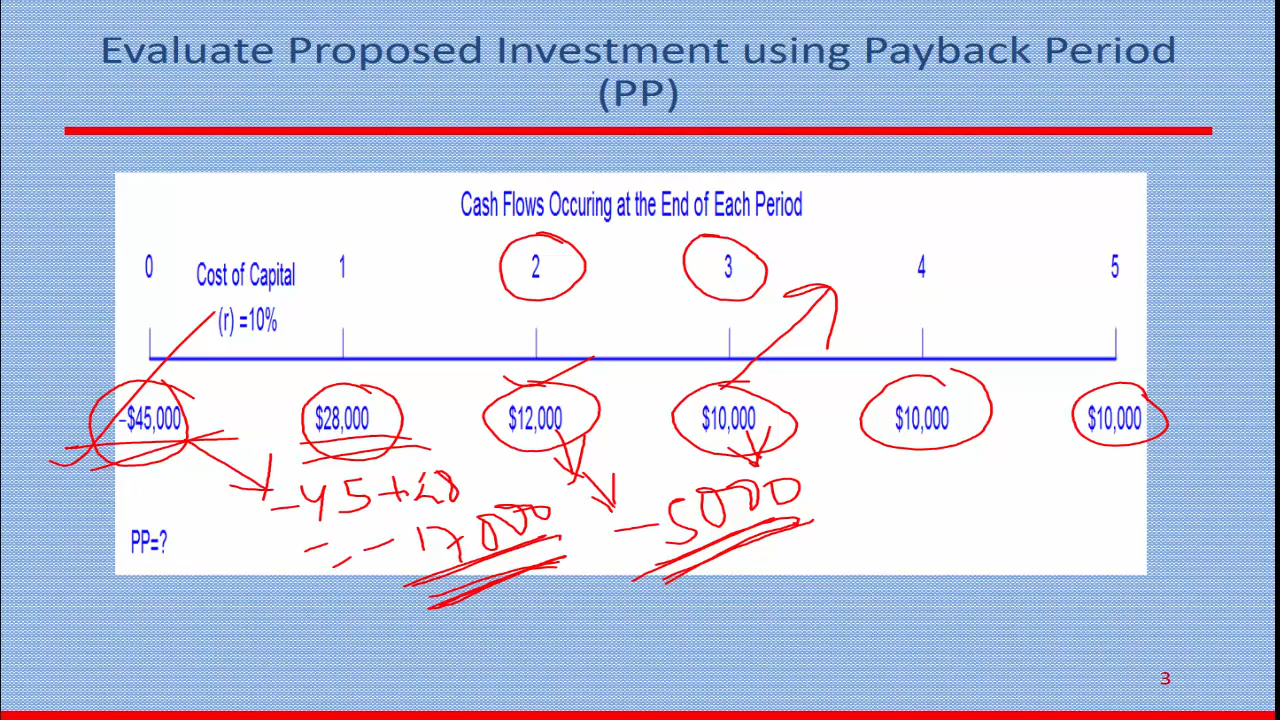 Evaluate Proposed Investment using Payback Period
(PP)
Cash Flows Occuring at the End of Each Period
0 1 2 3 4 5
Cost of Capital
(r) =10%
-$45,000 $28,000 $12,000 $10,000 $10,000 $10,000
-45+28
= -17000
-5000
PP=?
3